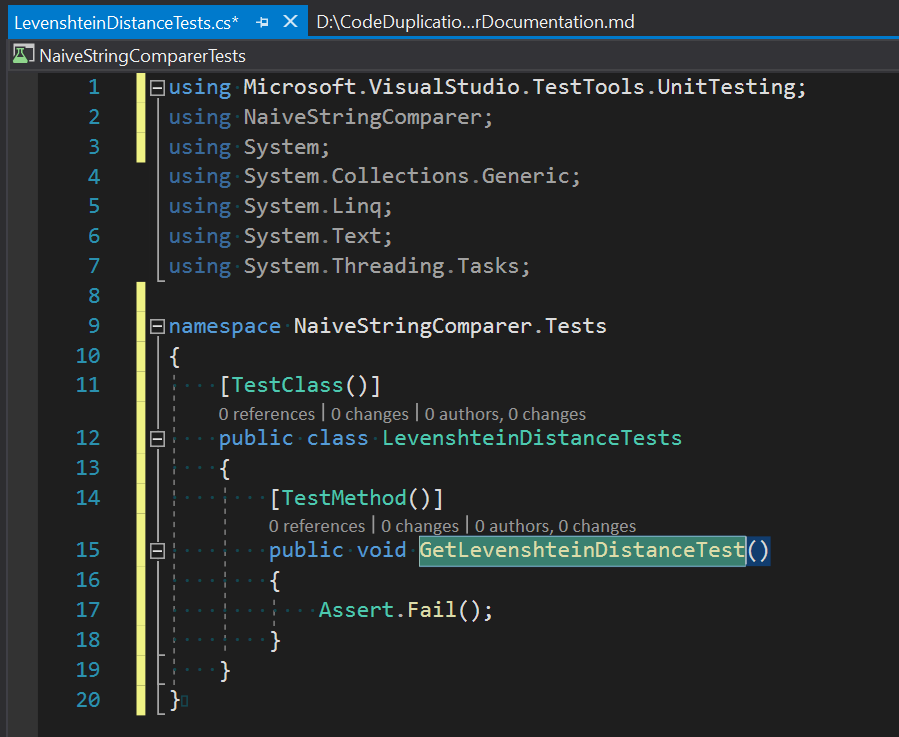 LevenshteinDistanceTests.cs* D:\CodeDuplicatio...rDocumentation.md
NaiveStringComparerTests
1 using Microsoft.VisualStudio.TestTools.UnitTesting;
2 using NaiveStringComparer;
3 using System;
4 using System.Collections.Generic;
5 using System.Linq;
6 using System.Text;
7 using System.Threading.Tasks;
8
9 namespace NaiveStringComparer.Tests
10 {
11 [TestClass()]
0 references | 0 changes | 0 authors, 0 changes
12 public class LevenshteinDistanceTests
13 {
14 [TestMethod()]
0 references | 0 changes | 0 authors, 0 changes
15 public void GetLevenshteinDistanceTest()
16 {
17 Assert.Fail();
18 }
19 }
20 }